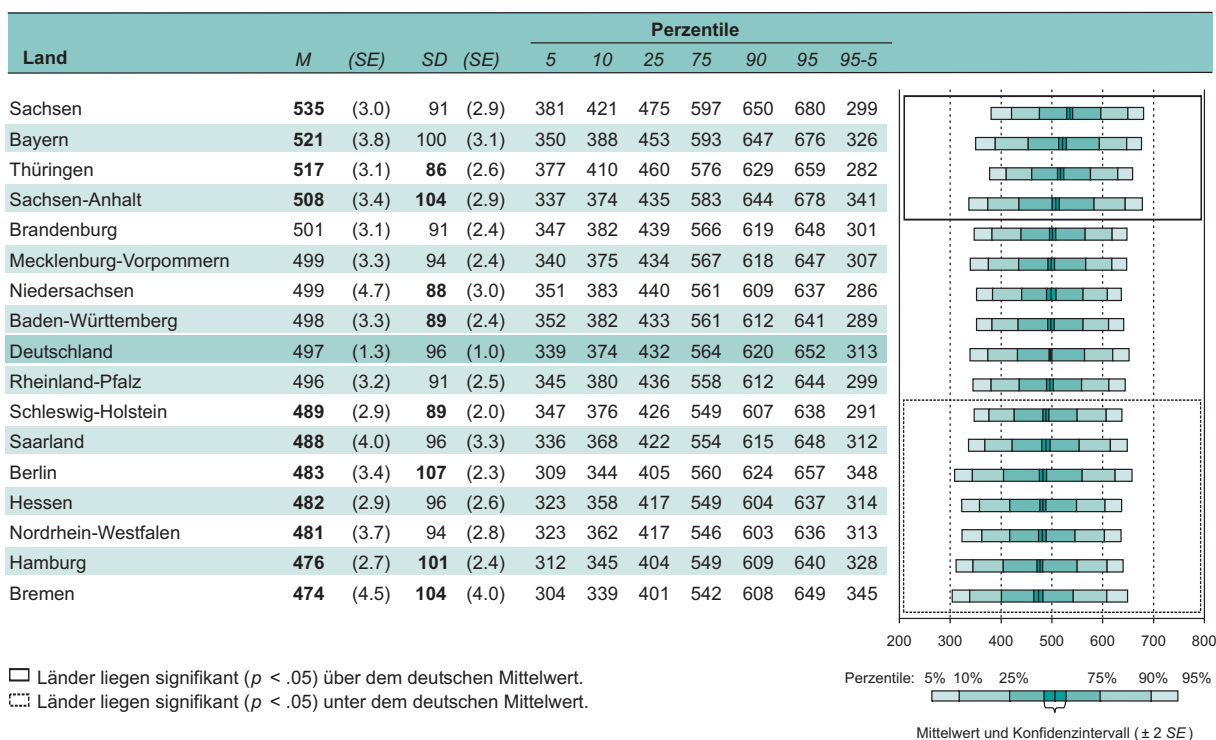 Perzentile
Land M (SE) SD (SE) 5 10 25 75 90 95 95-5
Sachsen 535 (3.0) 91 (2.9) 381 421 475 597 650 680 299
Bayern 521 (3.8) 100 (3.1) 350 388 453 593 647 676 326
Thüringen 517 (3.1) 86 (2.6) 377 410 460 576 629 659 282
Sachsen-Anhalt 508 (3.4) 104 (2.9) 337 374 435 583 644 678 341
Brandenburg 501 (3.1) 91 (2.4) 347 382 439 566 619 648 301
Mecklenburg-Vorpommern 499 (3.3) 94 (2.4) 340 375 434 567 618 647 307
Niedersachsen 499 (4.7) 88 (3.0) 351 383 440 561 609 637 286
Baden-Württemberg 498 (3.3) 89 (2.4) 352 382 433 561 612 641 289
Deutschland 497 (1.3) 96 (1.0) 339 374 432 564 620 652 313
Rheinland-Pfalz 496 (3.2) 91 (2.5) 345 380 436 558 612 644 299
Schleswig-Holstein 489 (2.9) 89 (2.0) 347 376 426 549 607 638 291
Saarland 488 (4.0) 96 (3.3) 336 368 422 554 615 648 312
Berlin 483 (3.4) 107 (2.3) 309 344 405 560 624 657 348
Hessen 482 (2.9) 96 (2.6) 323 358 417 549 604 637 314
Nordrhein-Westfalen 481 (3.7) 94 (2.8) 323 362 417 546 603 636 313
Hamburg 476 (2.7) 101 (2.4) 312 345 404 549 609 640 328
Bremen 474 (4.5) 104 (4.0) 304 339 401 542 608 649 345
200 300 400 500 600 700 800
Länder liegen signifikant (p < .05) über dem deutschen Mittelwert.
Länder liegen signifikant (p < .05) unter dem deutschen Mittelwert.
Perzentile: 5% 10% 25% 75% 90% 95%
Mittelwert und Konfidenzintervall (± 2 SE)